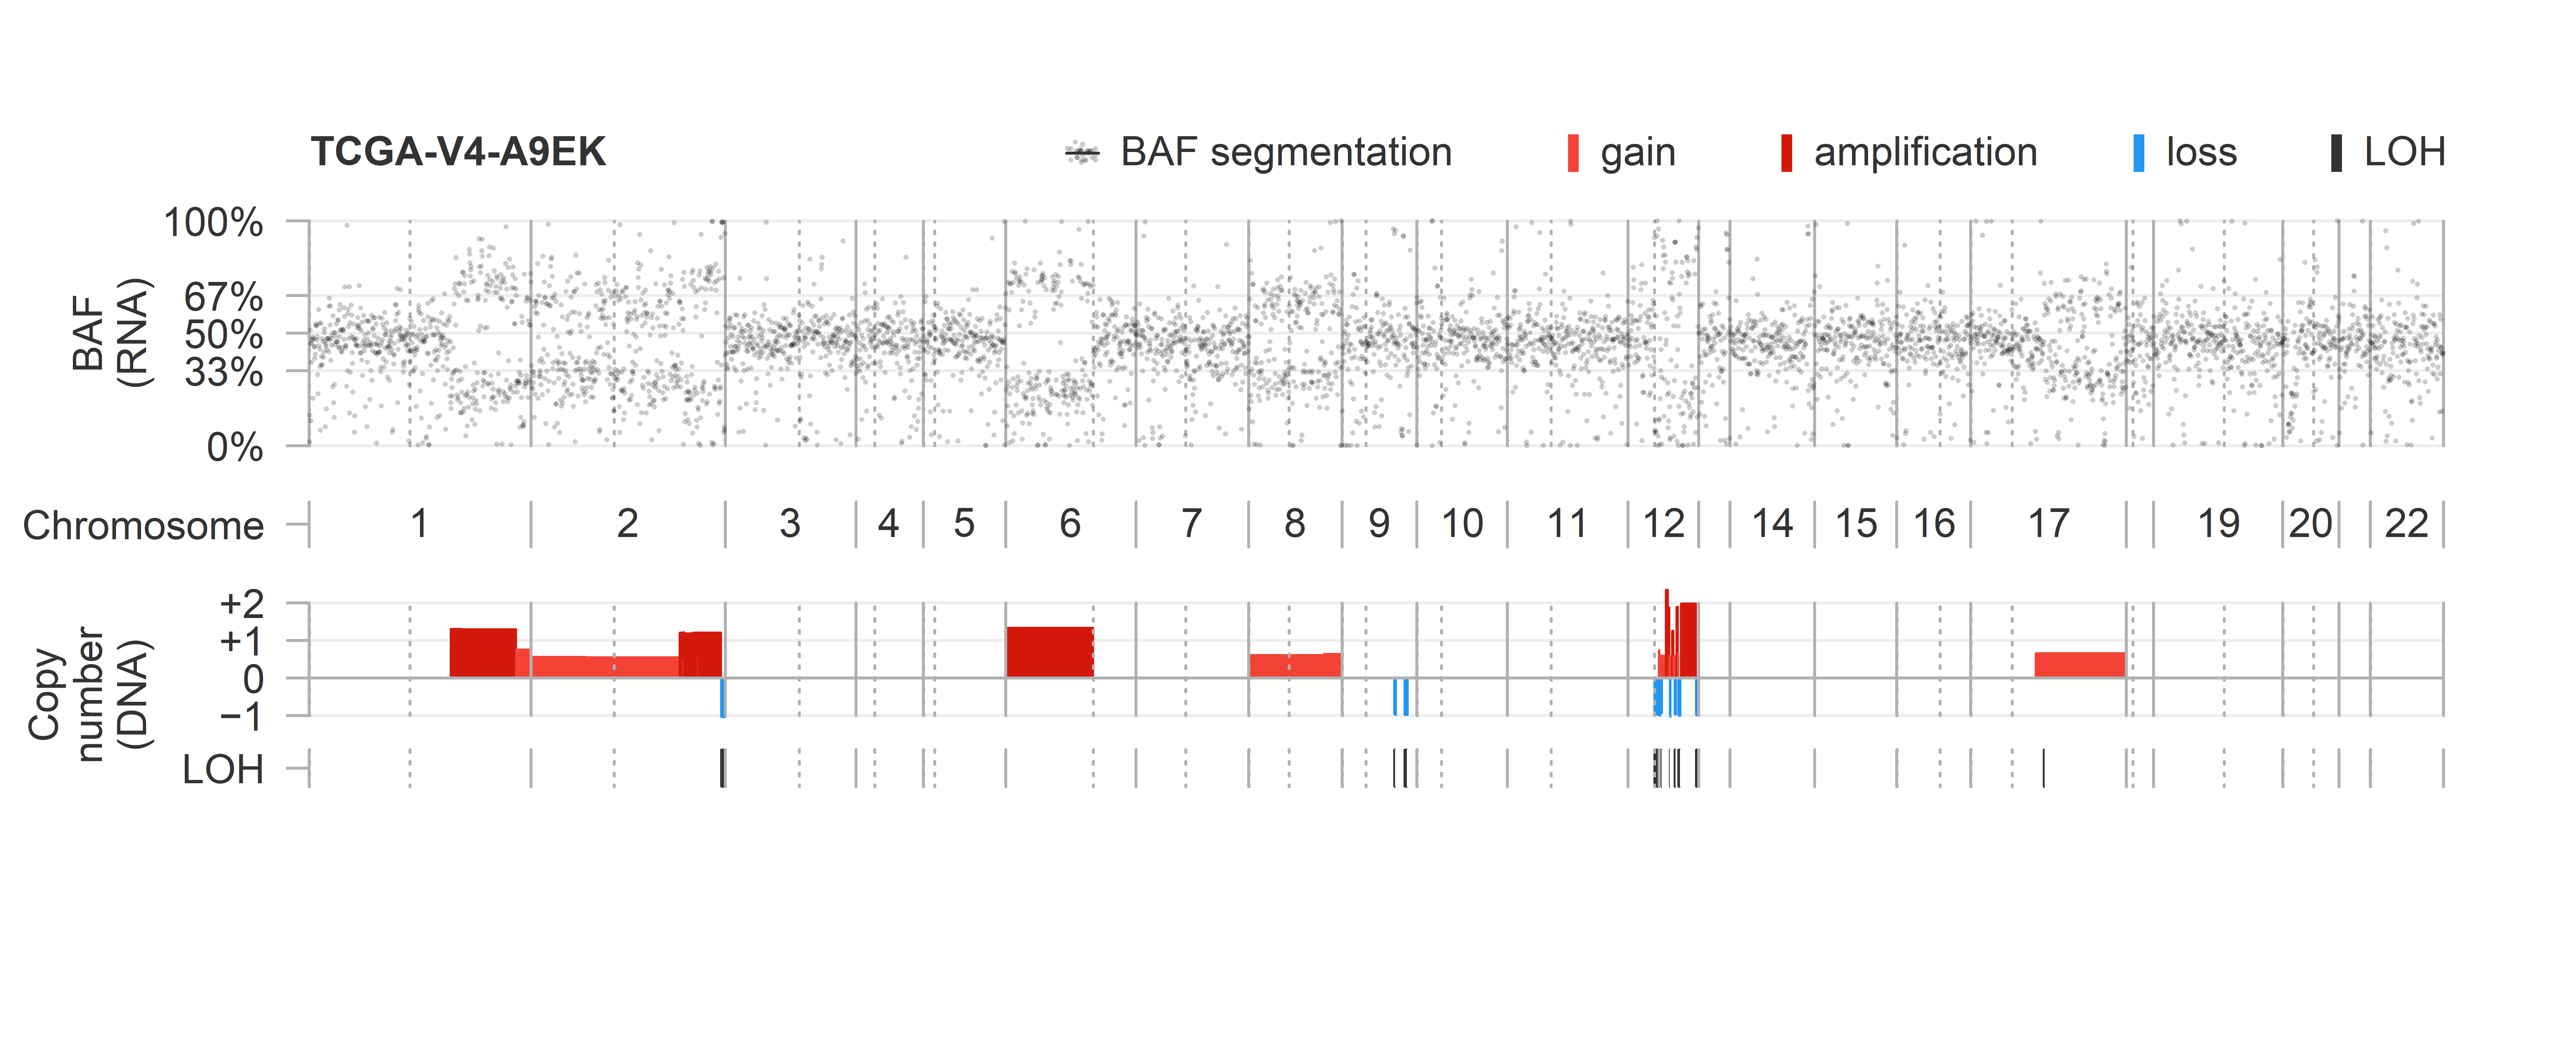 TCGA-V4-A9EK
BAF segmentation
gain
amplification
loss
LOH
BAF
(RNA)
100%
67%
50%
33%
0%
Chromosome
1 2 3 4 5 6 7 8 9 10 11 12 14 15 16 17 19 20 22
Copy
number
(DNA)
+2
+1
0
−1
LOH